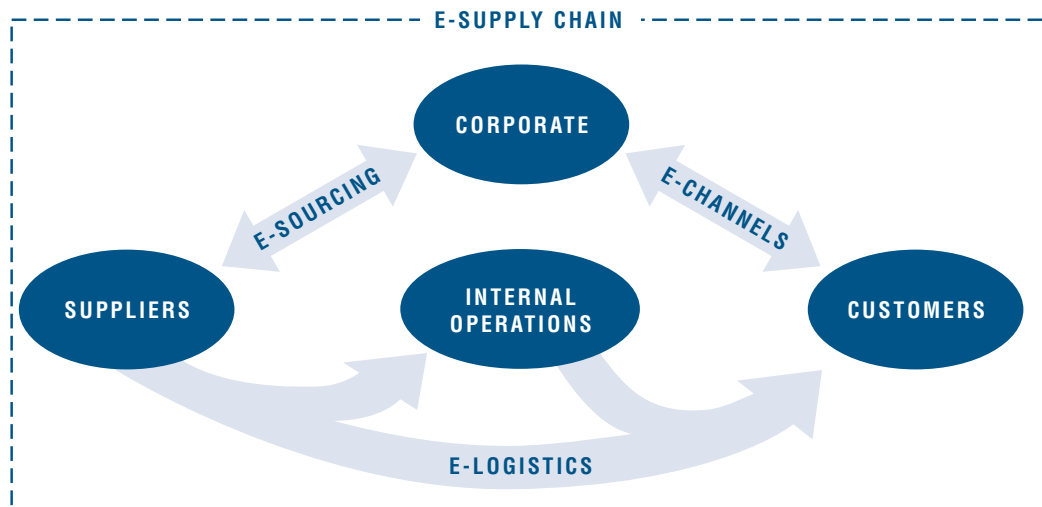 E-SUPPLY CHAIN
CORPORATE
E-SOURCING
E-CHANNELS
SUPPLIERS
INTERNAL
OPERATIONS
CUSTOMERS
E-LOGISTICS